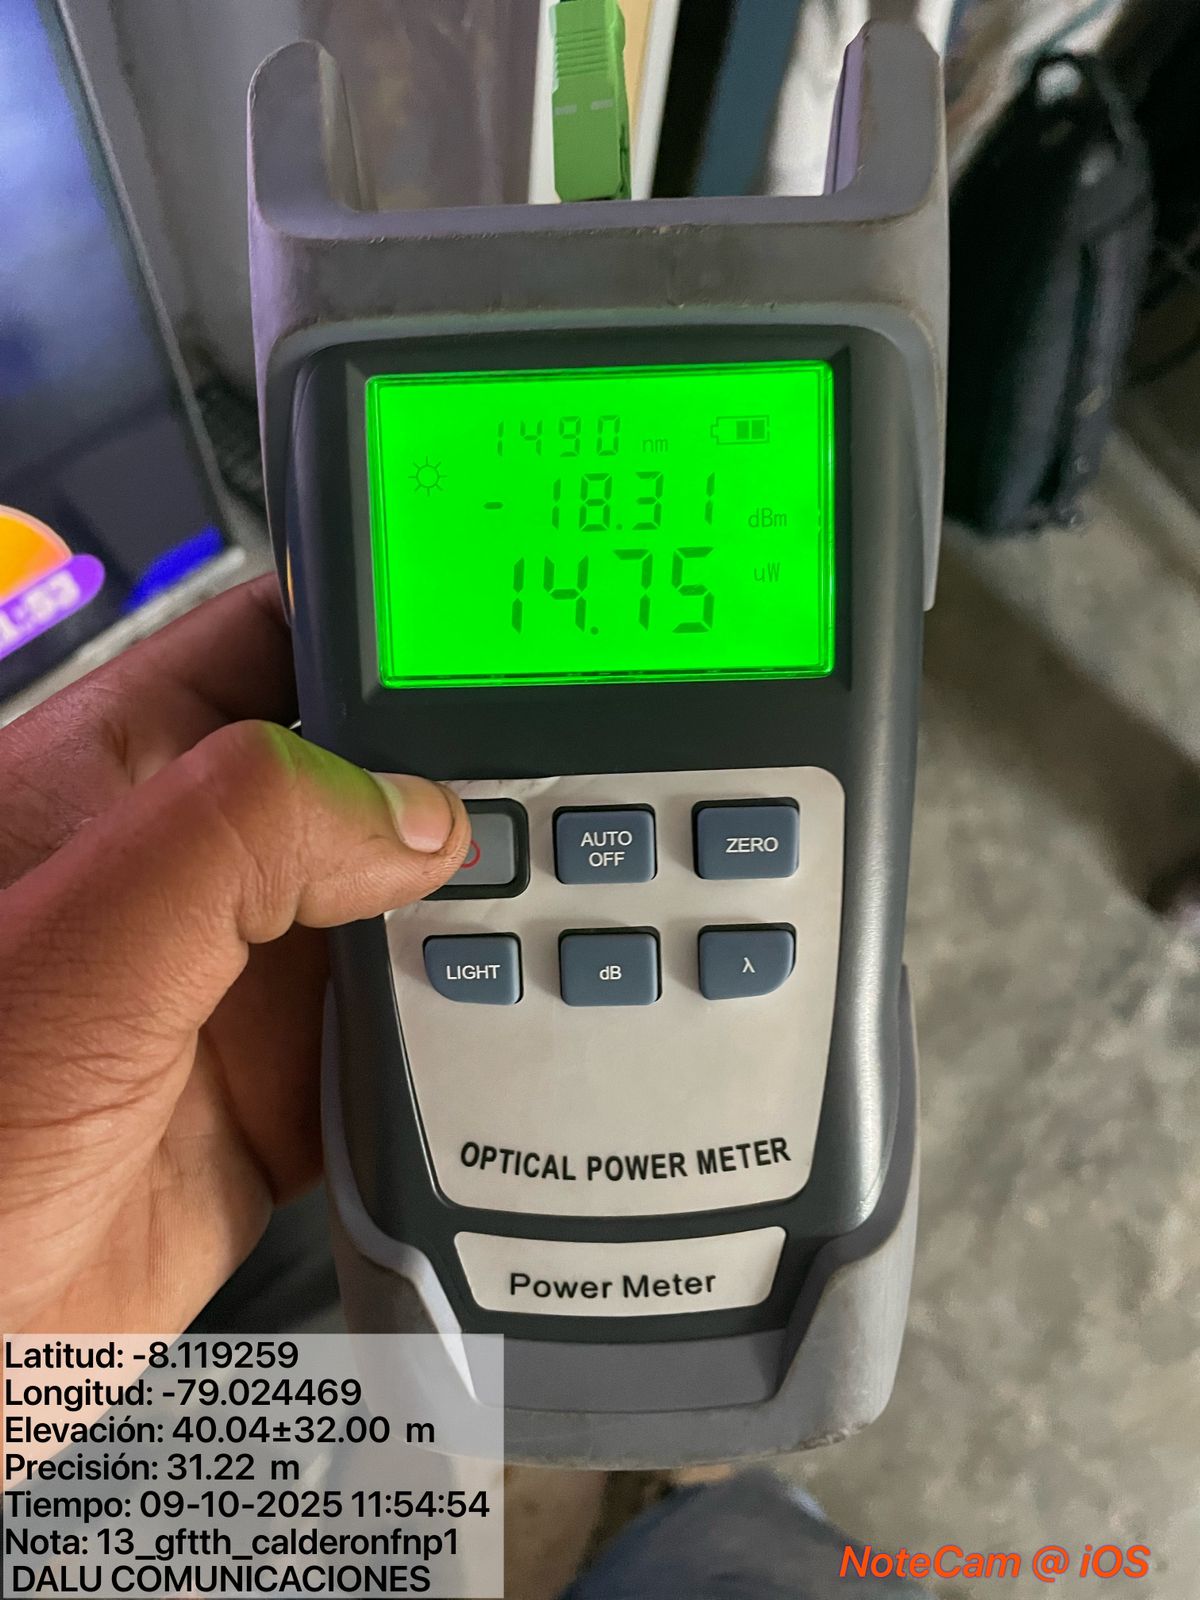 1490 nm
-18.31 dBm
14.75 uW
AUTO OFF
ZERO
LIGHT
dB
λ
OPTICAL POWER METER
Power Meter
Latitud: -8.119259
Longitud: -79.024469
Elevación: 40.04±32.00 m
Precisión: 31.22 m
Tiempo: 09-10-2025 11:54:54
Nota: 13_gftth_calderonfnp1
DALU COMUNICACIONES
NoteCam @ iOS